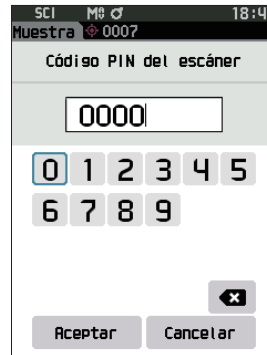 SCI M0 18:4
Muestra 0007
Código PIN del escáner
0000
0 1 2 3 4 5
6 7 8 9
Aceptar Cancelar